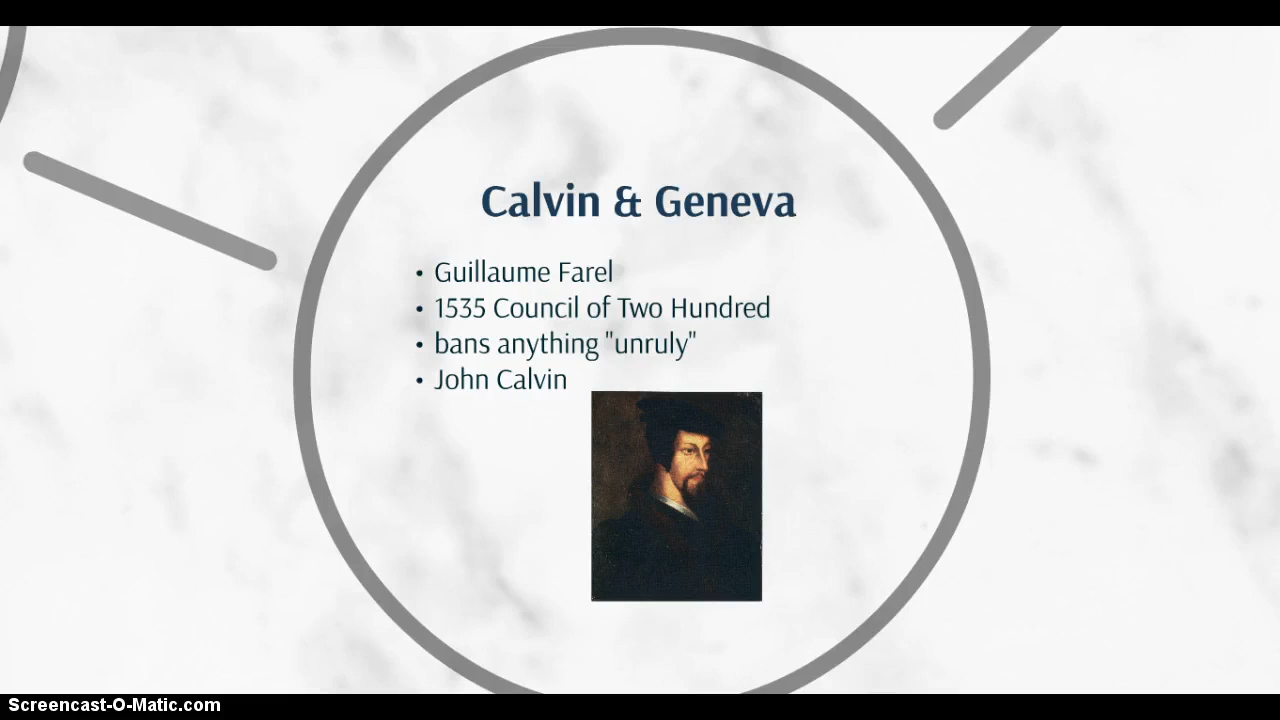 Calvin & Geneva
• Guillaume Farel
• 1535 Council of Two Hundred
• bans anything "unruly"
• John Calvin
Screencast-O-Matic.com